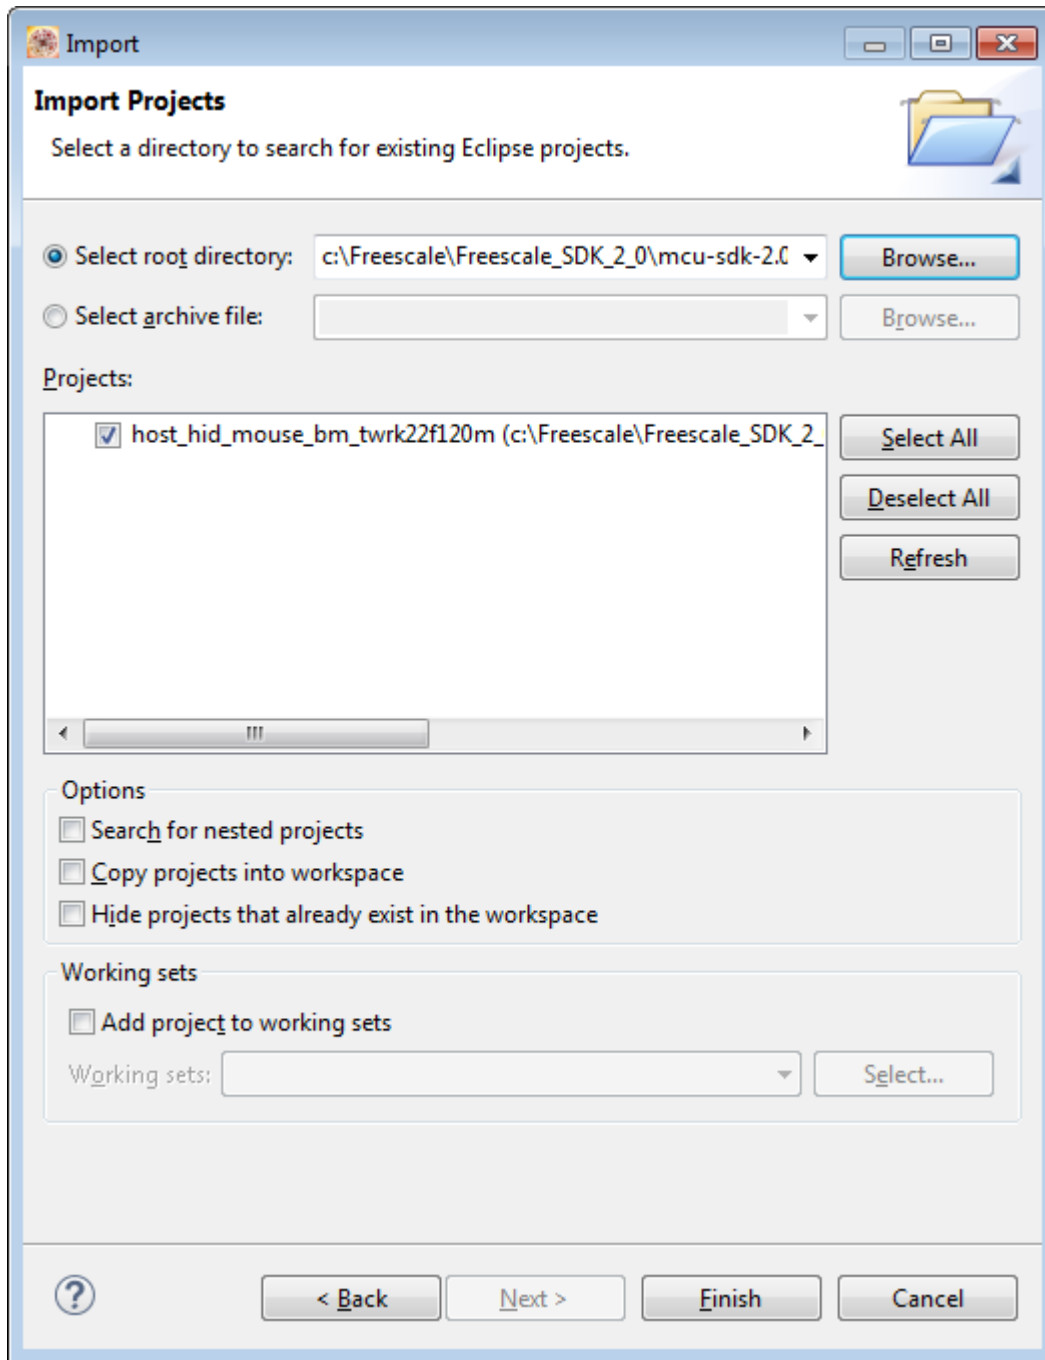 Import
Import Projects
Select a directory to search for existing Eclipse projects.
Select root directory: c:\Freescale\Freescale_SDK_2_0\mcu-sdk-2.0 Browse...
Select archive file: Browse...
Projects:
host_hid_mouse_bm_twrk22f120m (c:\Freescale\Freescale_SDK_2_ Select All
Deselect All
Refresh
Options
Search for nested projects
Copy projects into workspace
Hide projects that already exist in the workspace
Working sets
Add project to working sets
Working sets: Select...
? < Back Next > Finish Cancel